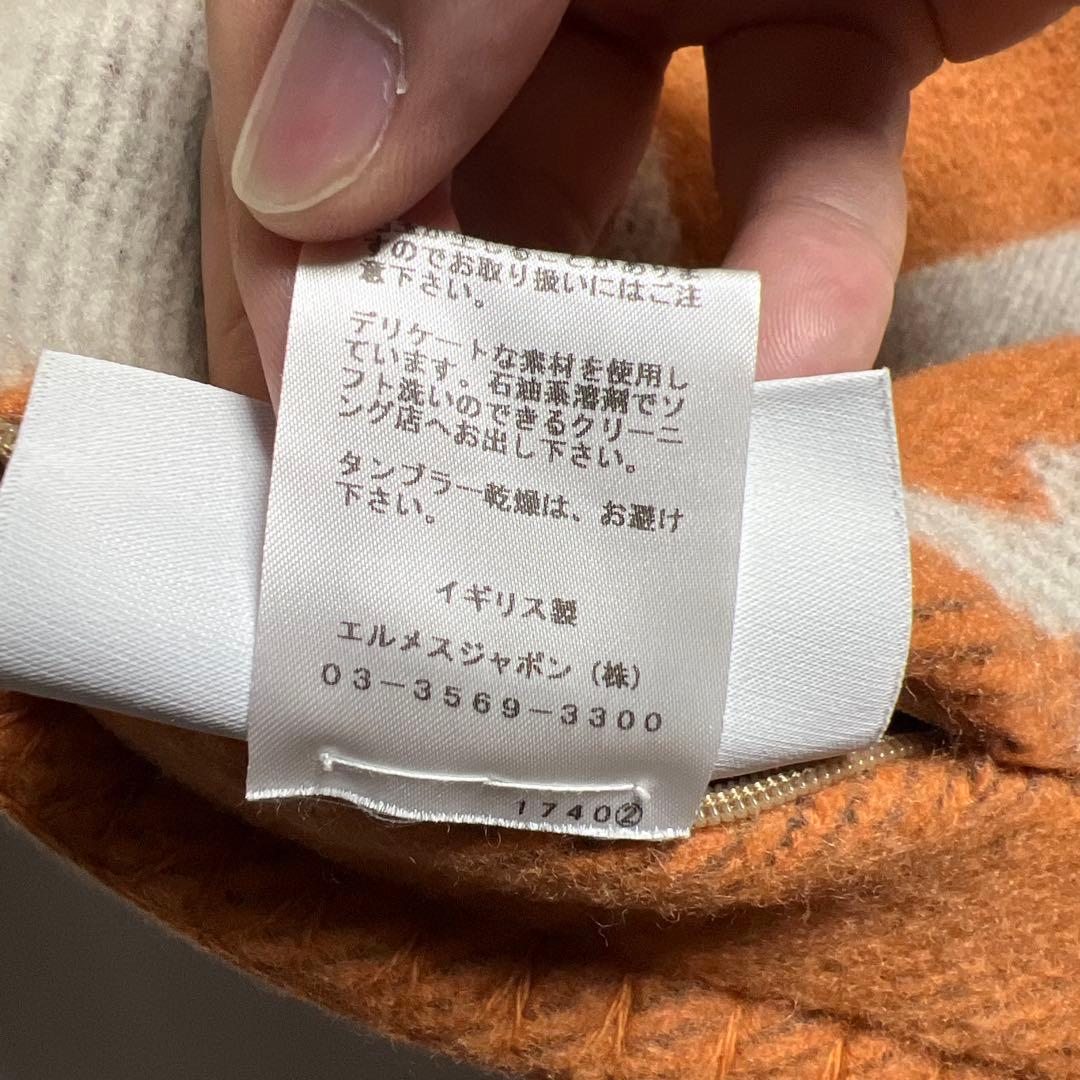 すのでお取り扱いにはご注
意下さい。
デリケートな素材を使用し
ています。石油系溶剤でソ
フト洗いのできるクリーニ
ング店へお出し下さい。
タンブラー乾燥は、お避け
下さい。
イギリス製
エルメスジャポン（株）
０３－３５６９－３３００
１７４０②